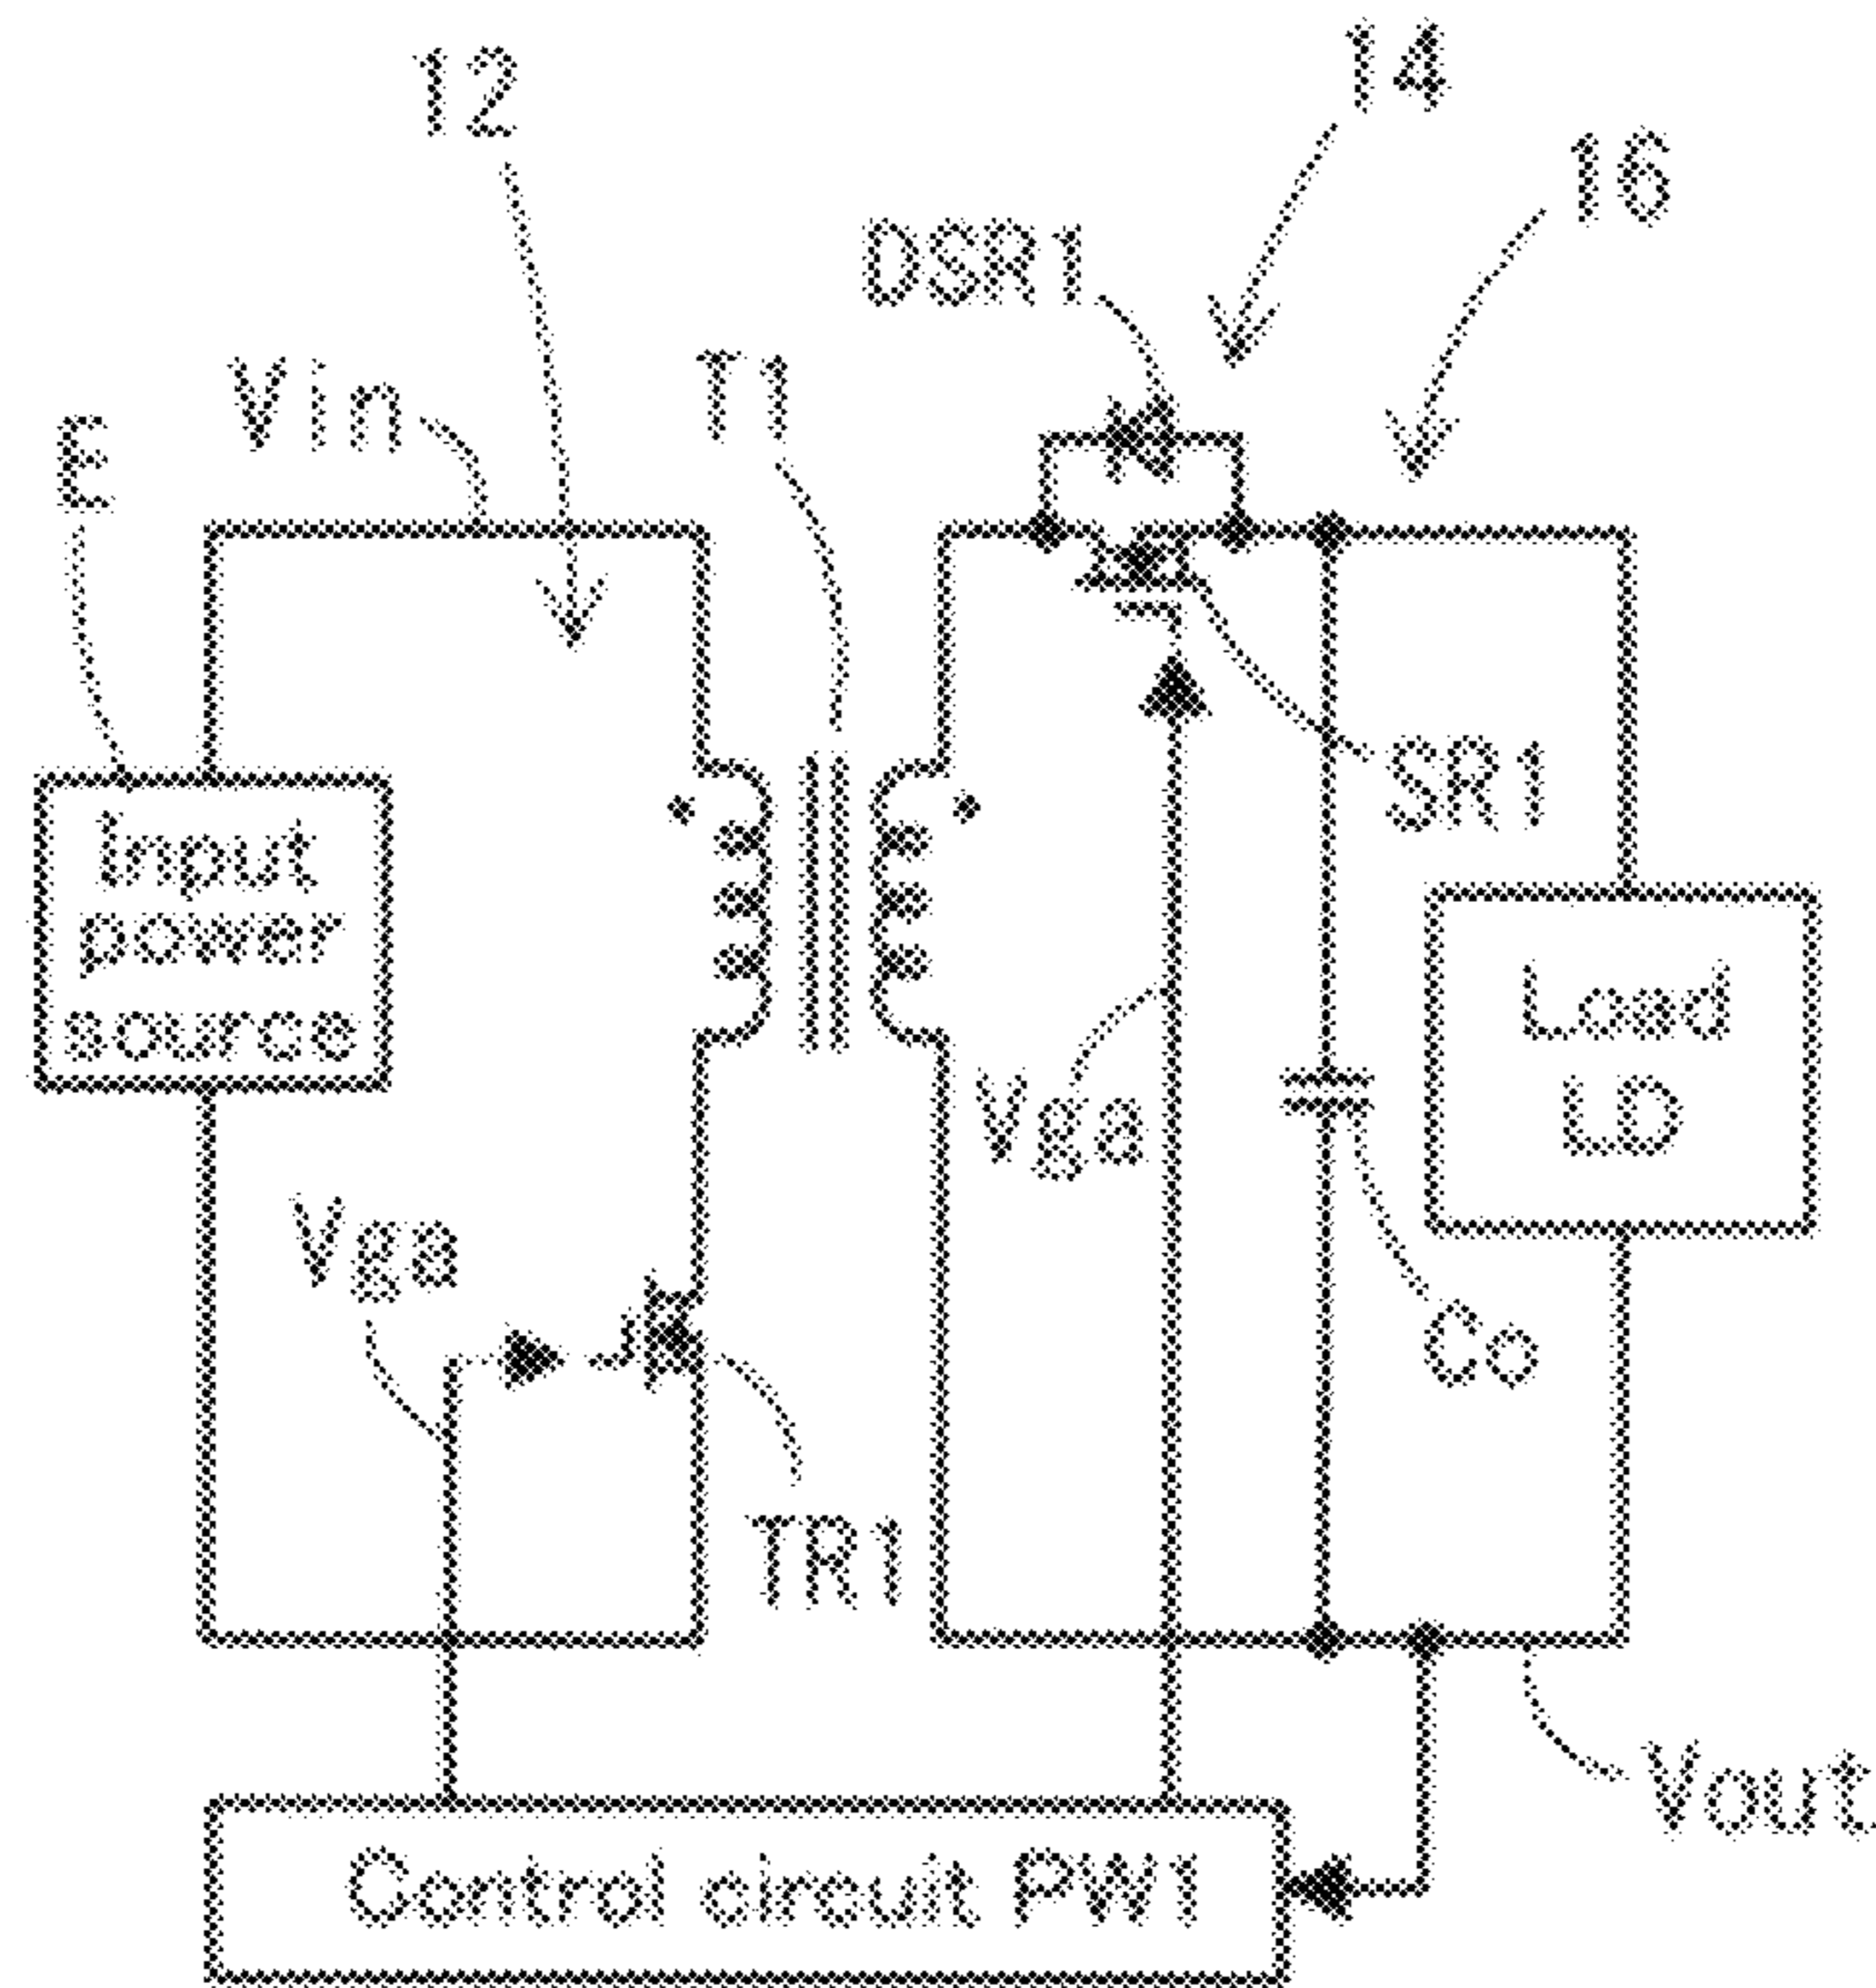 12
14
16
DSR1
Vin
T1
E
SR1
Input
power
source
Load
LD
Vga
Vga
Co
TR1
Vout
Control circuit PW1